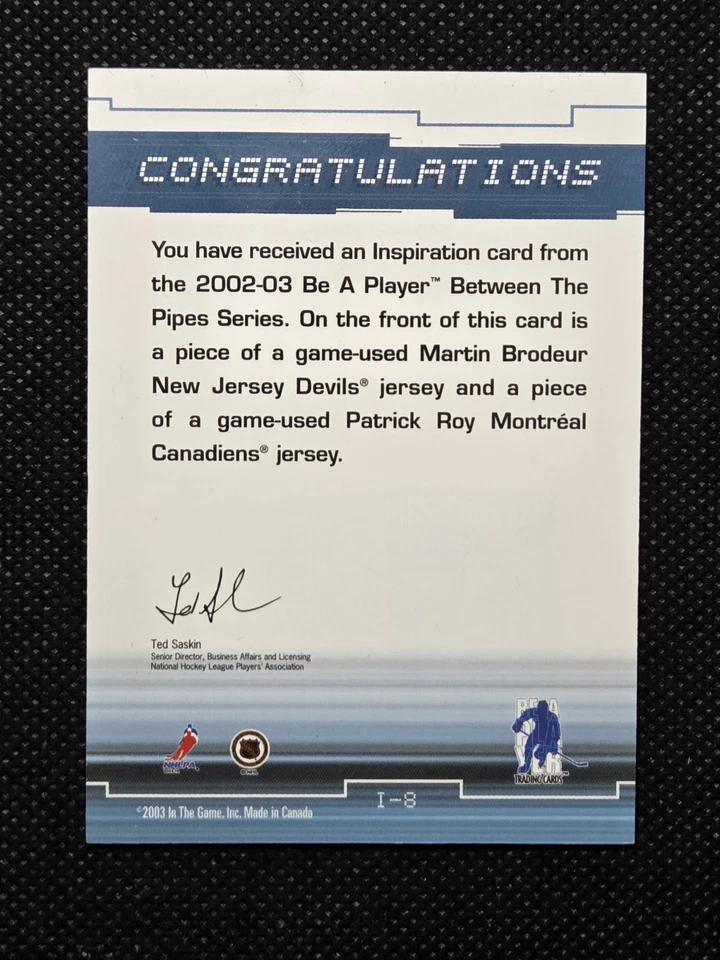 CONGRATULATIONS
You have received an Inspiration card from
the 2002-03 Be A Player™ Between The
Pipes Series. On the front of this card is
a piece of a game-used Martin Brodeur
New Jersey Devils® jersey and a piece
of a game-used Patrick Roy Montréal
Canadiens® jersey.
Ted Saskin
Senior Director, Business Affairs and Licensing
National Hockey League Players' Association
NHLPA
© NHL
BE A
TRADING CARDS™
I-8
©2003 In The Game, Inc. Made in Canada